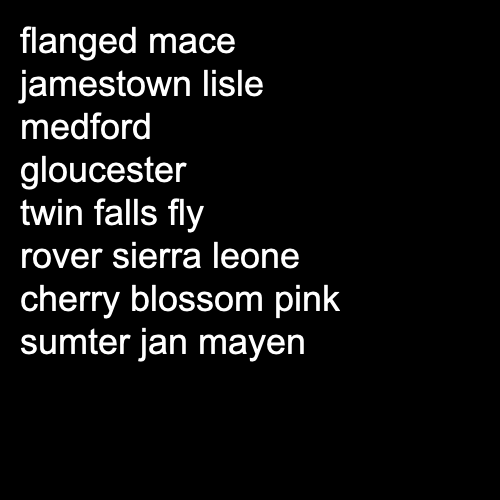 flanged mace
jamestown lisle
medford
gloucester
twin falls fly
rover sierra leone
cherry blossom pink
sumter jan mayen